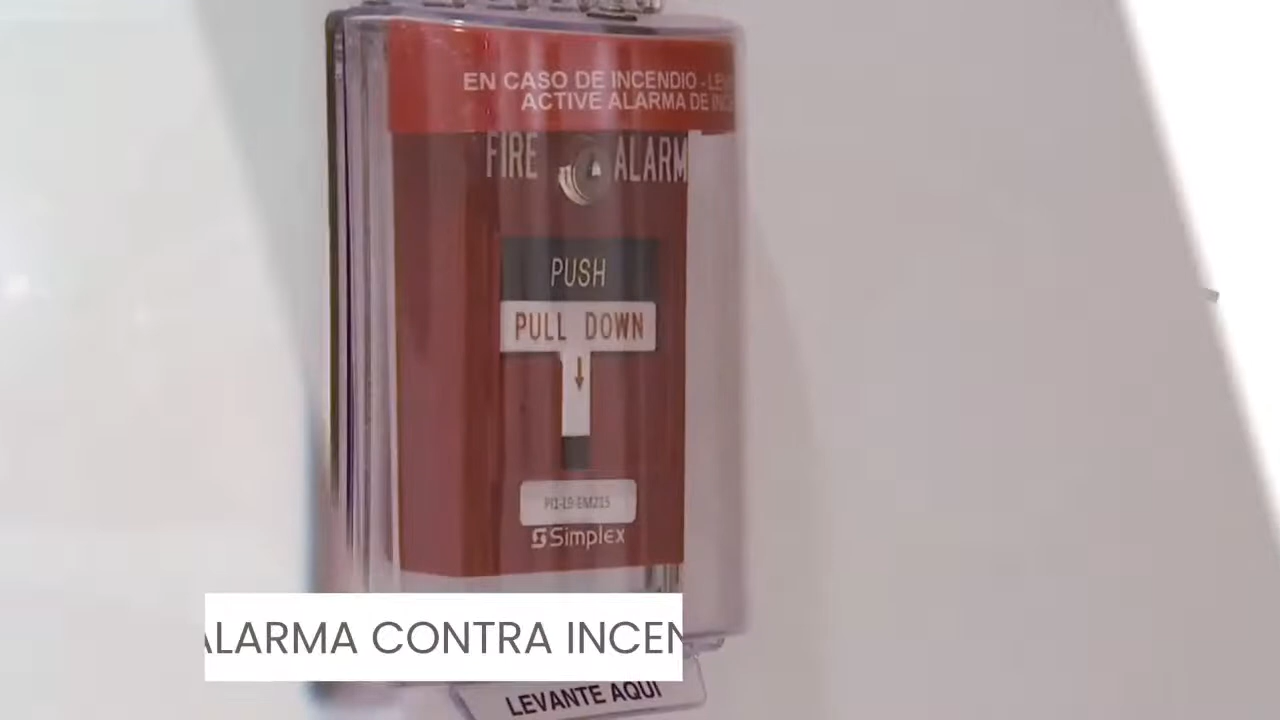 EN CASO DE INCENDIO -
ACTIVE ALARMA DE
FIRE ALARM
PUSH
PULL DOWN
Simplex
ALARMA CONTRA INCEN
LEVANTE AQUI